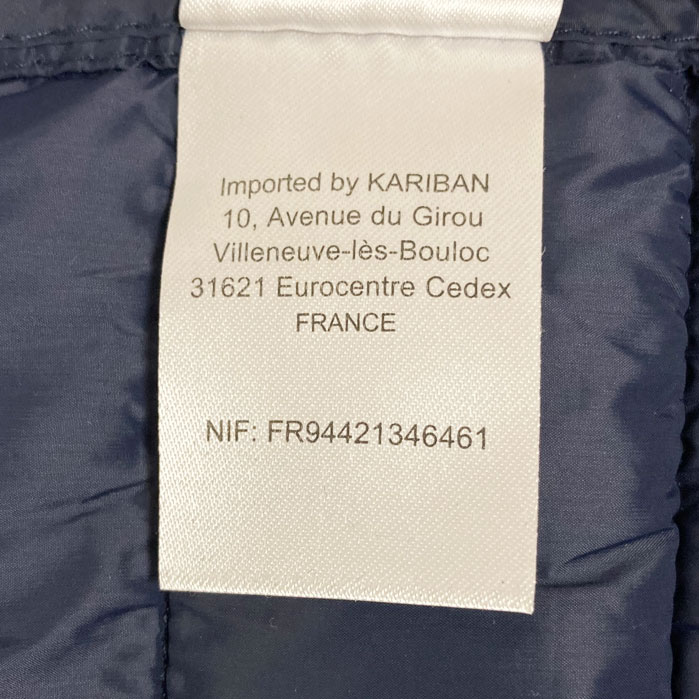 Imported by KARIBAN
10, Avenue du Girou
Villeneuve-lès-Bouloc
31621 Eurocentre Cedex
FRANCE
NIF: FR94421346461